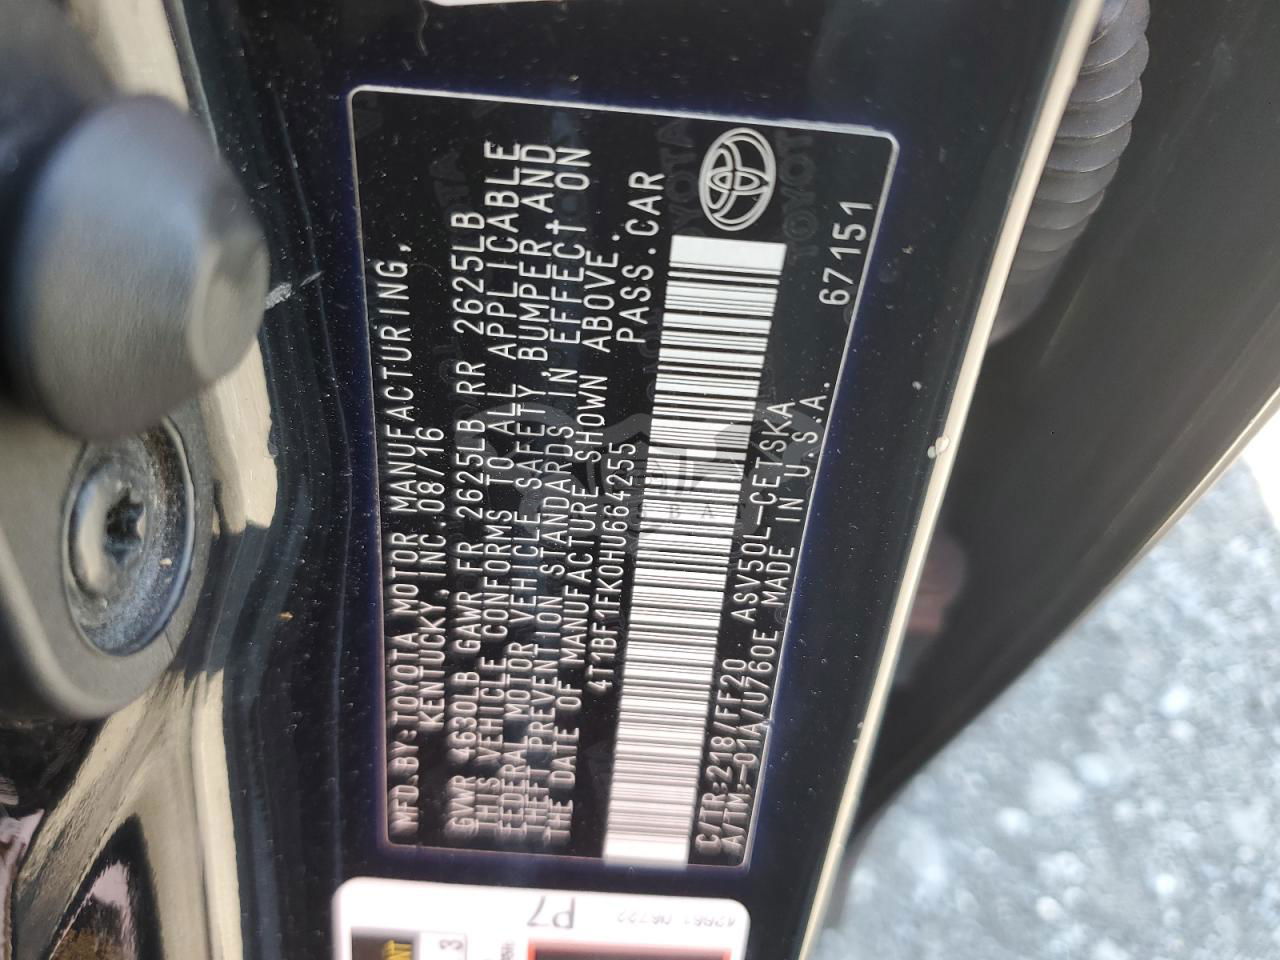 MFD.BY:TOYOTA MOTOR MANUFACTURING,
KENTUCKY,INC.08/16
GVWR 4630LB GAWR FR 2625LB RR 2625LB
THIS VEHICLE CONFORMS TO ALL APPLICABLE
FEDERAL MOTOR VEHICLE SAFETY,BUMPER,AND
THEFT PREVENTION STANDARDS IN EFFECT ON
THE DATE OF MANUFACTURE SHOWN ABOVE.
4T1BF1FK0HU664255 PASS.CAR
C/TR:218/FF20 ASV50L-CETSKA
A/TM:-01A/U760E MADE IN U.S.A.
67151
P7